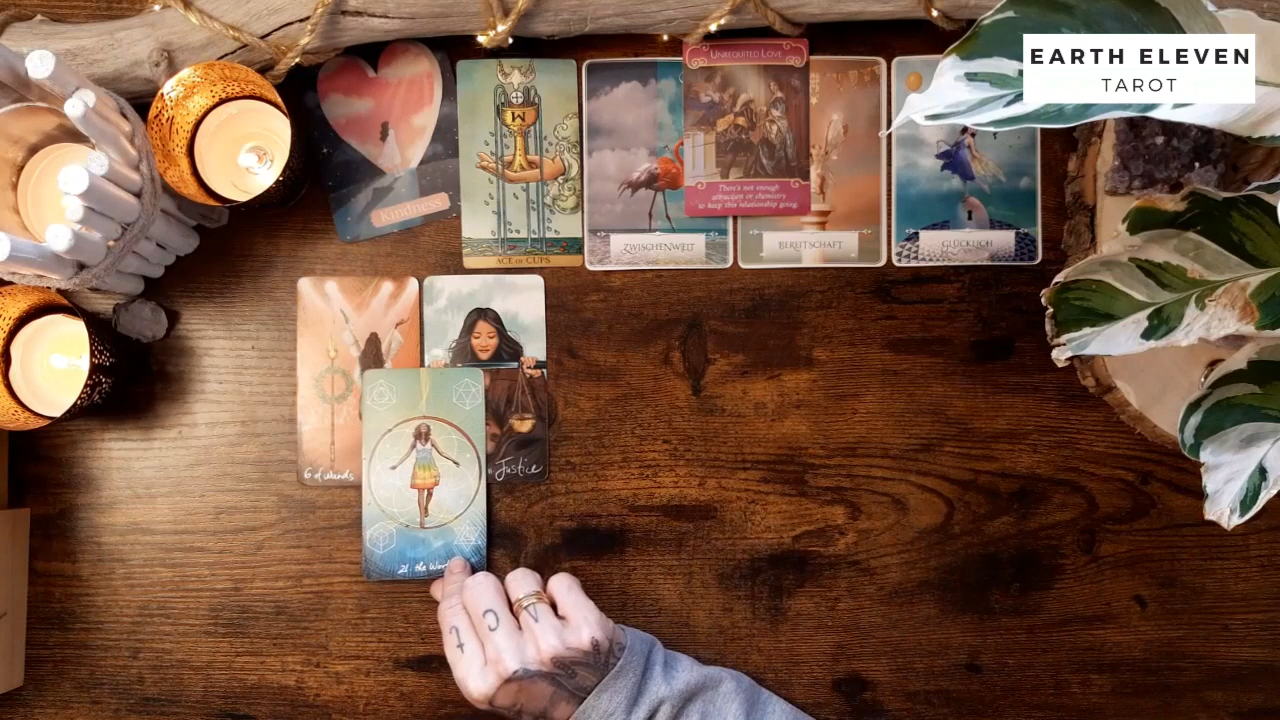 EARTH ELEVEN
TAROT
Kindness
ACE OF CUPS
ZWISCHENWELT
UNREQUITED LOVE
There's not enough
attraction or chemistry
to keep this relationship going.
BEREITSCHAFT
GLÜCKLICH
6 of wands
Justice
21. the